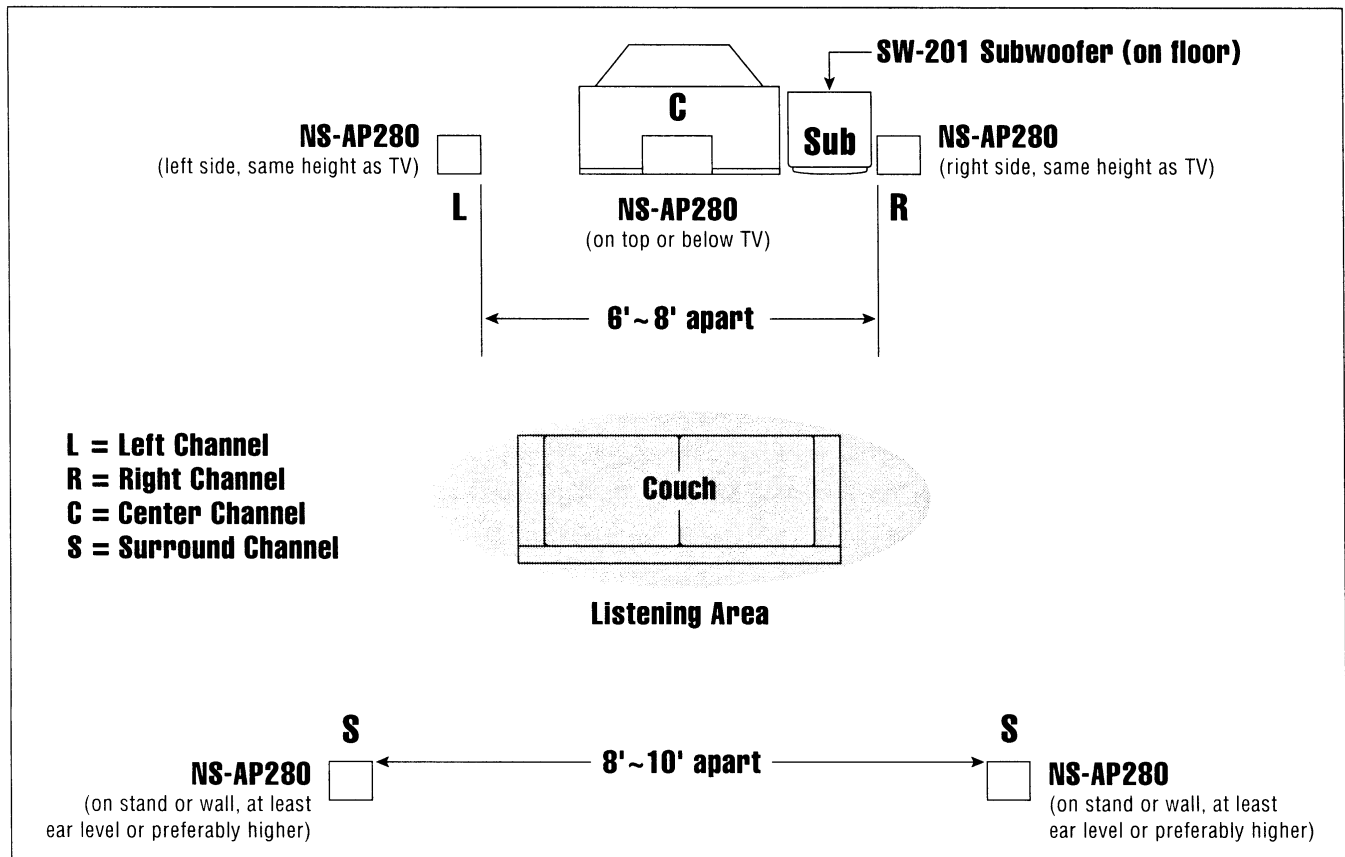 SW-201 Subwoofer (on floor)
C
NS-AP280
(left side, same height as TV)
Sub
NS-AP280
(right side, same height as TV)
L
NS-AP280
(on top or below TV)
R
6'~8' apart
L = Left Channel
R = Right Channel
C = Center Channel
S = Surround Channel
Couch
Listening Area
S
S
8'~10' apart
NS-AP280
(on stand or wall, at least
ear level or preferably higher)
NS-AP280
(on stand or wall, at least
ear level or preferably higher)